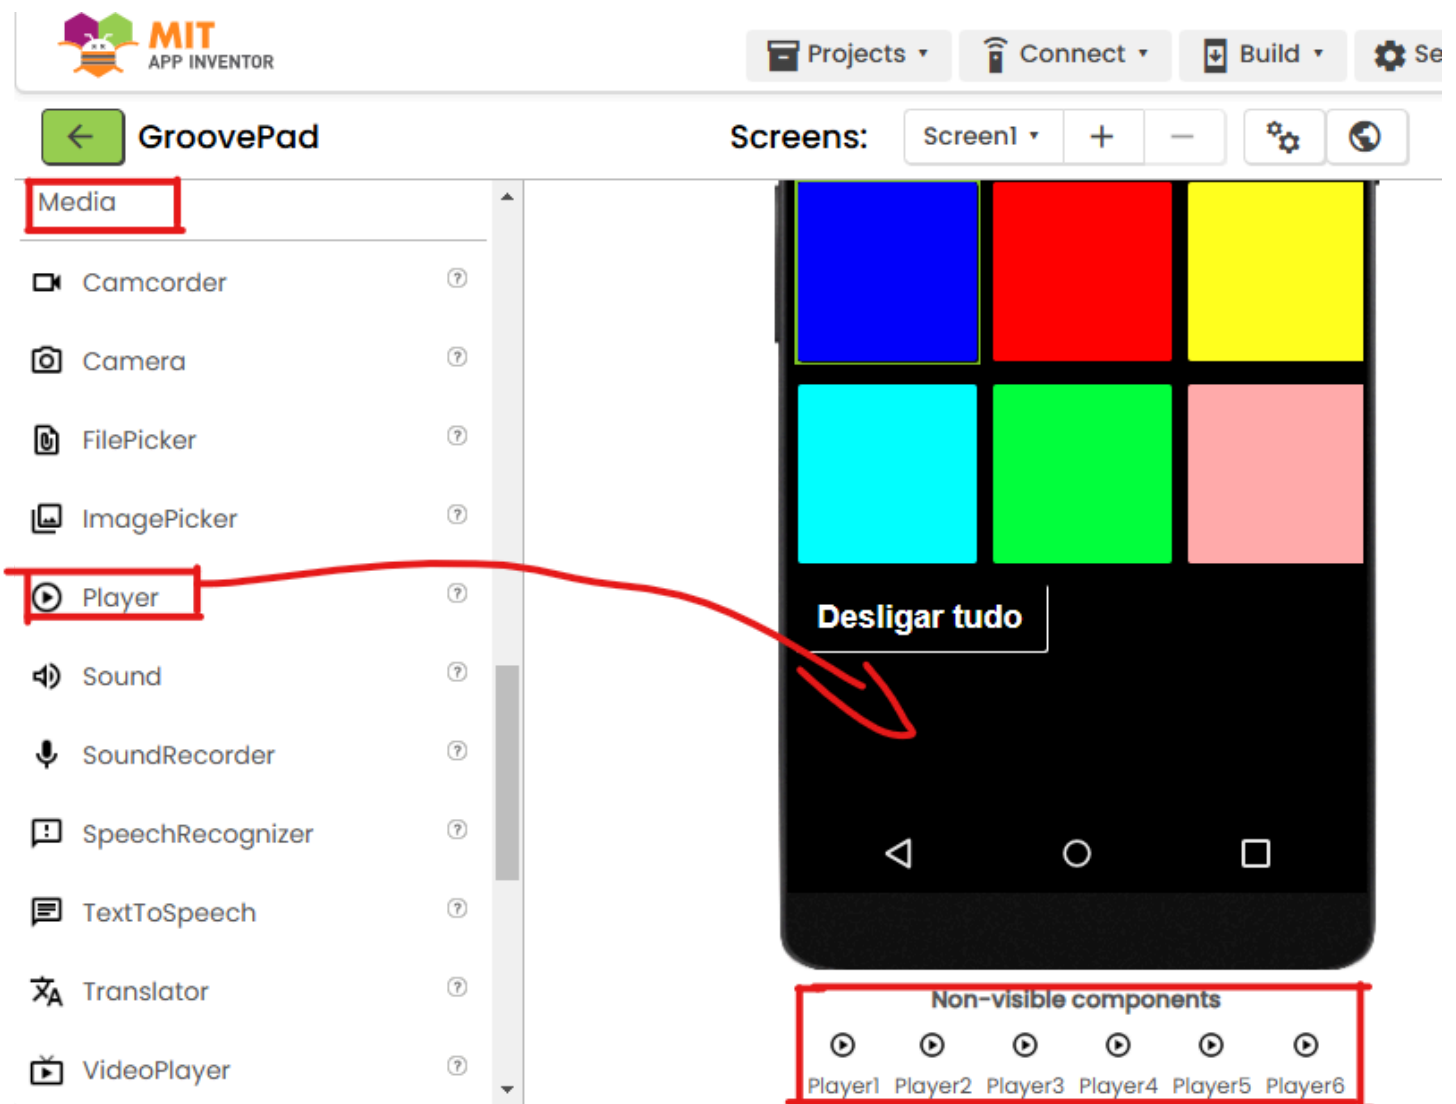 MIT
APP INVENTOR
Projects
Connect
Build
Se
GroovePad
Screens:
Screen1
Media
Camcorder
Camera
FilePicker
ImagePicker
Player
Sound
SoundRecorder
SpeechRecognizer
TextToSpeech
Translator
VideoPlayer
Desligar tudo
Non-visible components
Player1 Player2 Player3 Player4 Player5 Player6